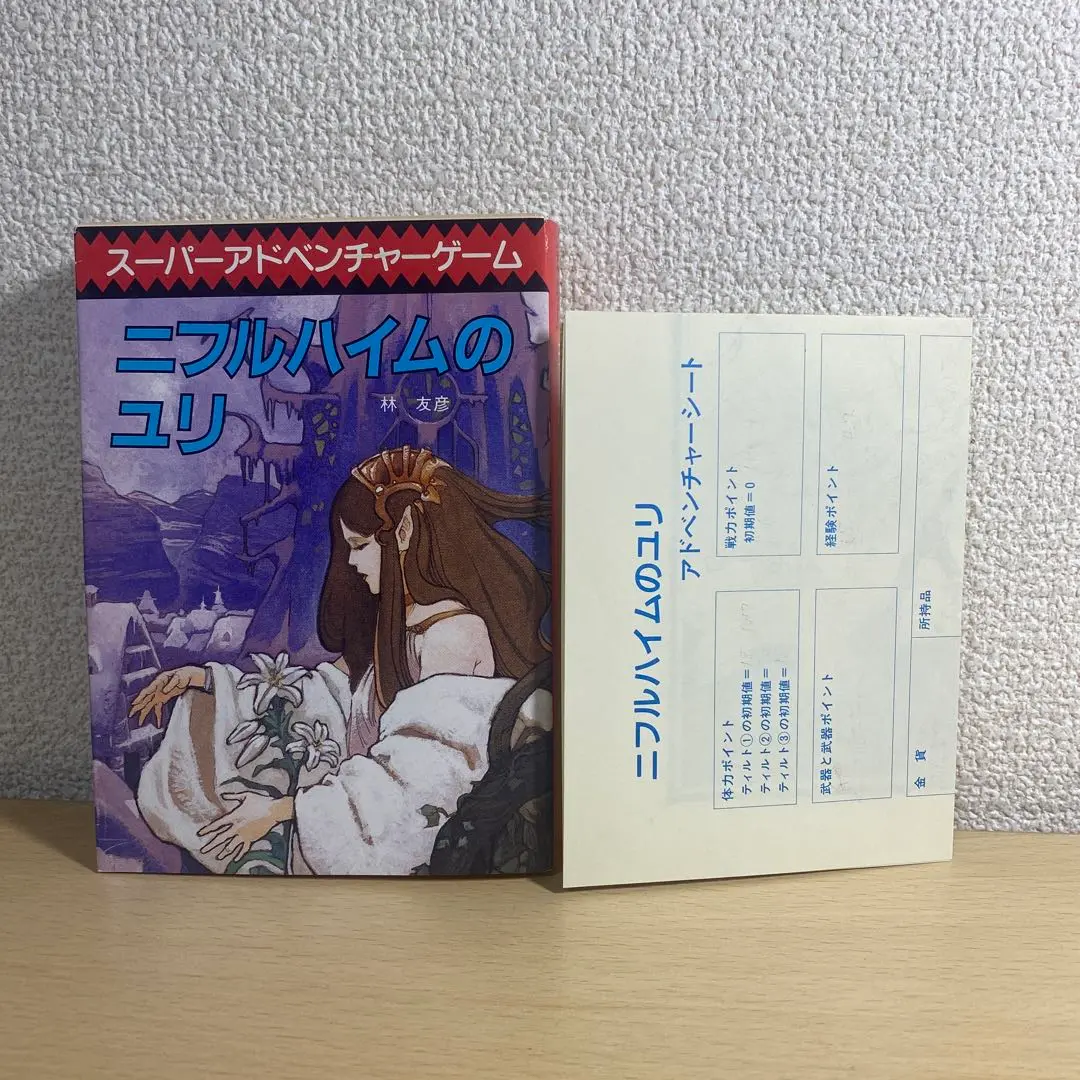 スーパーアドベンチャーゲーム
ニフルハイムの
ユリ
林 友彦
ニフルハイムのユリ
アドベンチャーシート
体力ポイント
ティルト①の初期値=
ティルト②の初期値=
ティルト③の初期値=
戦力ポイント
初期値=0
武器と武器ポイント
経験ポイント
金貨
所持品